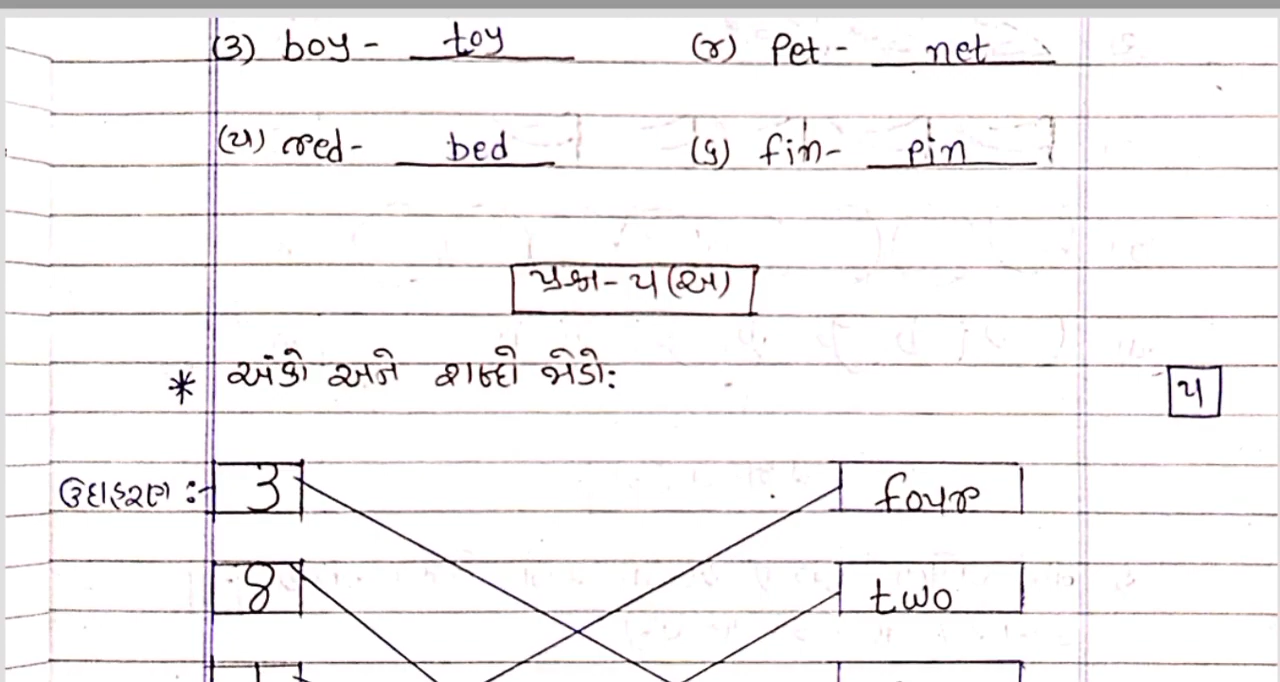 (૩) boy - toy (૪) Pet - net
(૫) red - bed (૬) fin - pin
પ્રશ્ન - ૫ (અ)
* અંકો અને શબ્દો જોડો: ૫
ઉદાહરણ :- 3 four
8 two